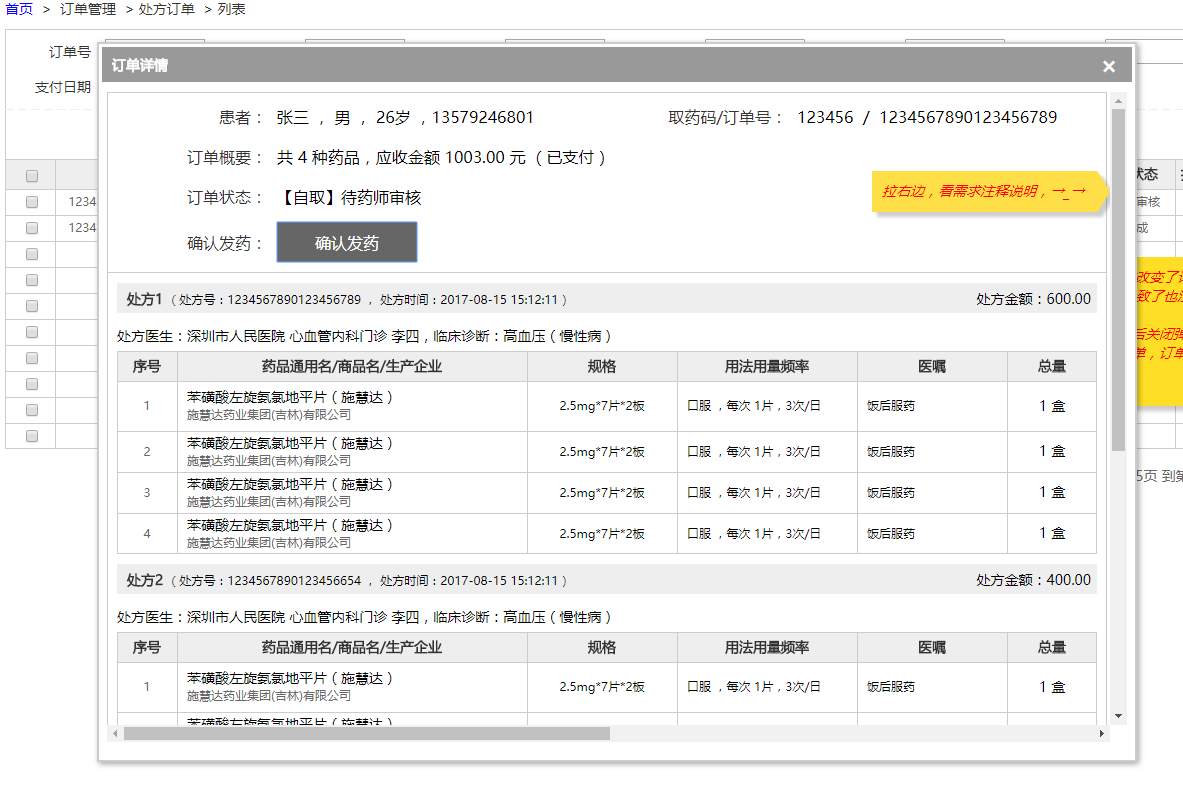 首页 > 订单管理 > 处方订单 > 列表
订单号
支付日期
订单详情 ×
患者： 张三 ， 男 ， 26岁 ，13579246801 取药码/订单号： 123456 / 1234567890123456789
订单概要： 共 4 种药品，应收金额 1003.00 元 （ 已支付 ）
订单状态： 【自取】待药师审核
拉右边，看需求注释说明，→_→
确认发药： 确认发药
状态
1234
审核
1234
成
改变了
致了也
后关闭
单，订单
5页 到第
处方1 （ 处方号：1234567890123456789 ， 处方时间：2017-08-15 15:12:11 ） 处方金额：600.00
处方医生：深圳市人民医院 心血管内科门诊 李四，临床诊断：高血压（ 慢性病 ）
序号 药品通用名/商品名/生产企业 规格 用法用量频率 医嘱 总量
1 苯磺酸左旋氨氯地平片（ 施慧达 ） 2.5mg*7片*2板 口服 ，每次 1片，3次/日 饭后服药 1 盒
施慧达药业集团(吉林)有限公司
2 苯磺酸左旋氨氯地平片（ 施慧达 ） 2.5mg*7片*2板 口服 ，每次 1片，3次/日 饭后服药 1 盒
施慧达药业集团(吉林)有限公司
3 苯磺酸左旋氨氯地平片（ 施慧达 ） 2.5mg*7片*2板 口服 ，每次 1片，3次/日 饭后服药 1 盒
施慧达药业集团(吉林)有限公司
4 苯磺酸左旋氨氯地平片（ 施慧达 ） 2.5mg*7片*2板 口服 ，每次 1片，3次/日 饭后服药 1 盒
施慧达药业集团(吉林)有限公司
处方2 （ 处方号：1234567890123456654 ， 处方时间：2017-08-15 15:12:11 ） 处方金额：400.00
处方医生：深圳市人民医院 心血管内科门诊 李四，临床诊断：高血压（ 慢性病 ）
序号 药品通用名/商品名/生产企业 规格 用法用量频率 医嘱 总量
1 苯磺酸左旋氨氯地平片（ 施慧达 ） 2.5mg*7片*2板 口服 ，每次 1片，3次/日 饭后服药 1 盒
施慧达药业集团(吉林)有限公司
苯磺酸左旋氨氯地平片（ 施慧达 ）